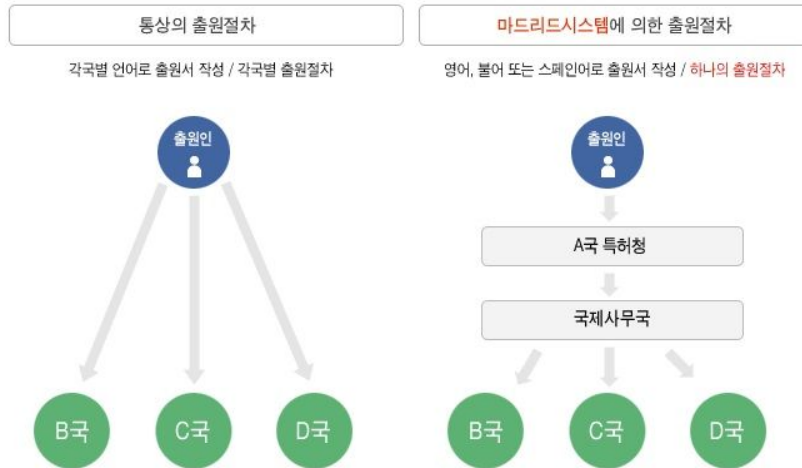 통상의 출원절차
각국별 언어로 출원서 작성 / 각국별 출원절차
출원인
B국
C국
D국
마드리드시스템에 의한 출원절차
영어, 불어 또는 스페인어로 출원서 작성 / 하나의 출원절차
출원인
A국 특허청
국제사무국
B국
C국
D국